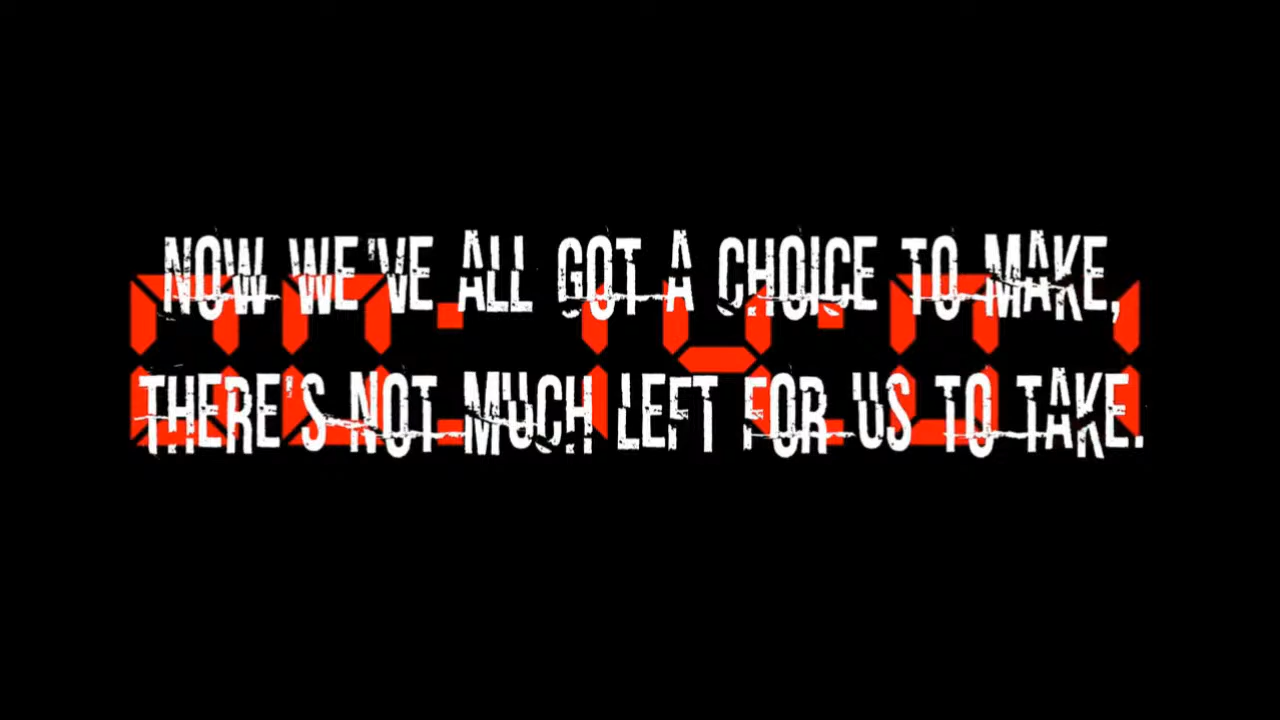 NOW WE'VE ALL GOT A CHOICE TO MAKE,
THERE'S NOT MUCH LEFT FOR US TO TAKE.